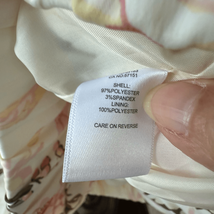 SHELL:
97%POLYESTER
3%SPANDEX
LINING:
100%POLYESTER
CARE ON REVERSE